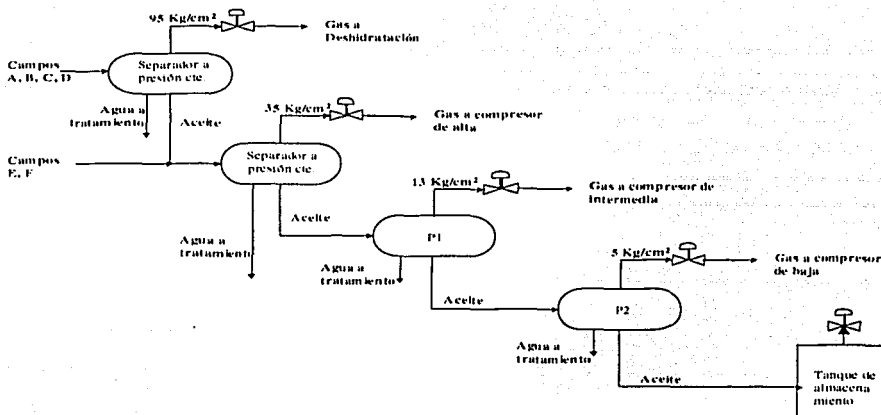 95 Kg/cm²
Gas a
Deshidratación
Campos
A, B, C, D
Separador a
presión cte.
Agua a
tratamiento
Aceite
35 Kg/cm²
Gas a compresor
de alta
Campos
E, F
Separador a
presión cte.
13 Kg/cm²
Gas a compresor de
Intermedia
Agua a
tratamiento
Aceite
P1
5 Kg/cm²
Gas a compresor
de baja
Agua a
tratamiento
Aceite
P2
Agua a
tratamiento
Aceite
Tanque de
almacena
miento